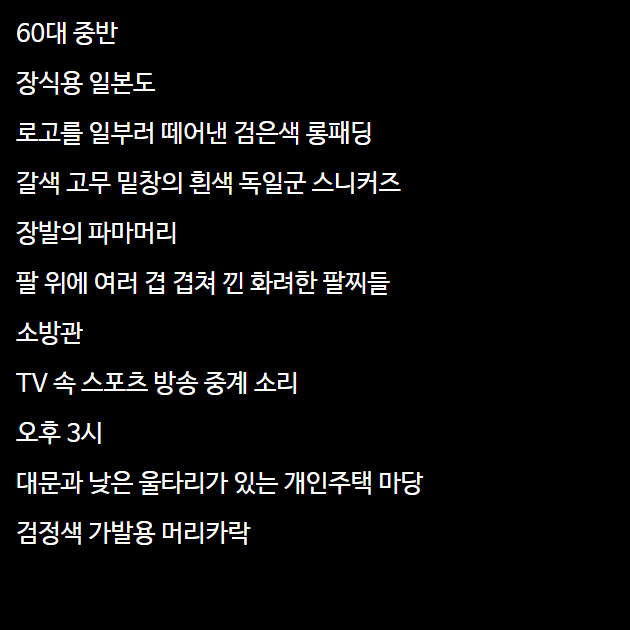 60대 중반
장식용 일본도
로고를 일부러 떼어낸 검은색 롱패딩
갈색 고무 밑창의 흰색 독일군 스니커즈
장발의 파마머리
팔 위에 여러 겹 겹쳐 낀 화려한 팔찌들
소방관
TV 속 스포츠 방송 중계 소리
오후 3시
대문과 낮은 울타리가 있는 개인주택 마당
검정색 가발용 머리카락